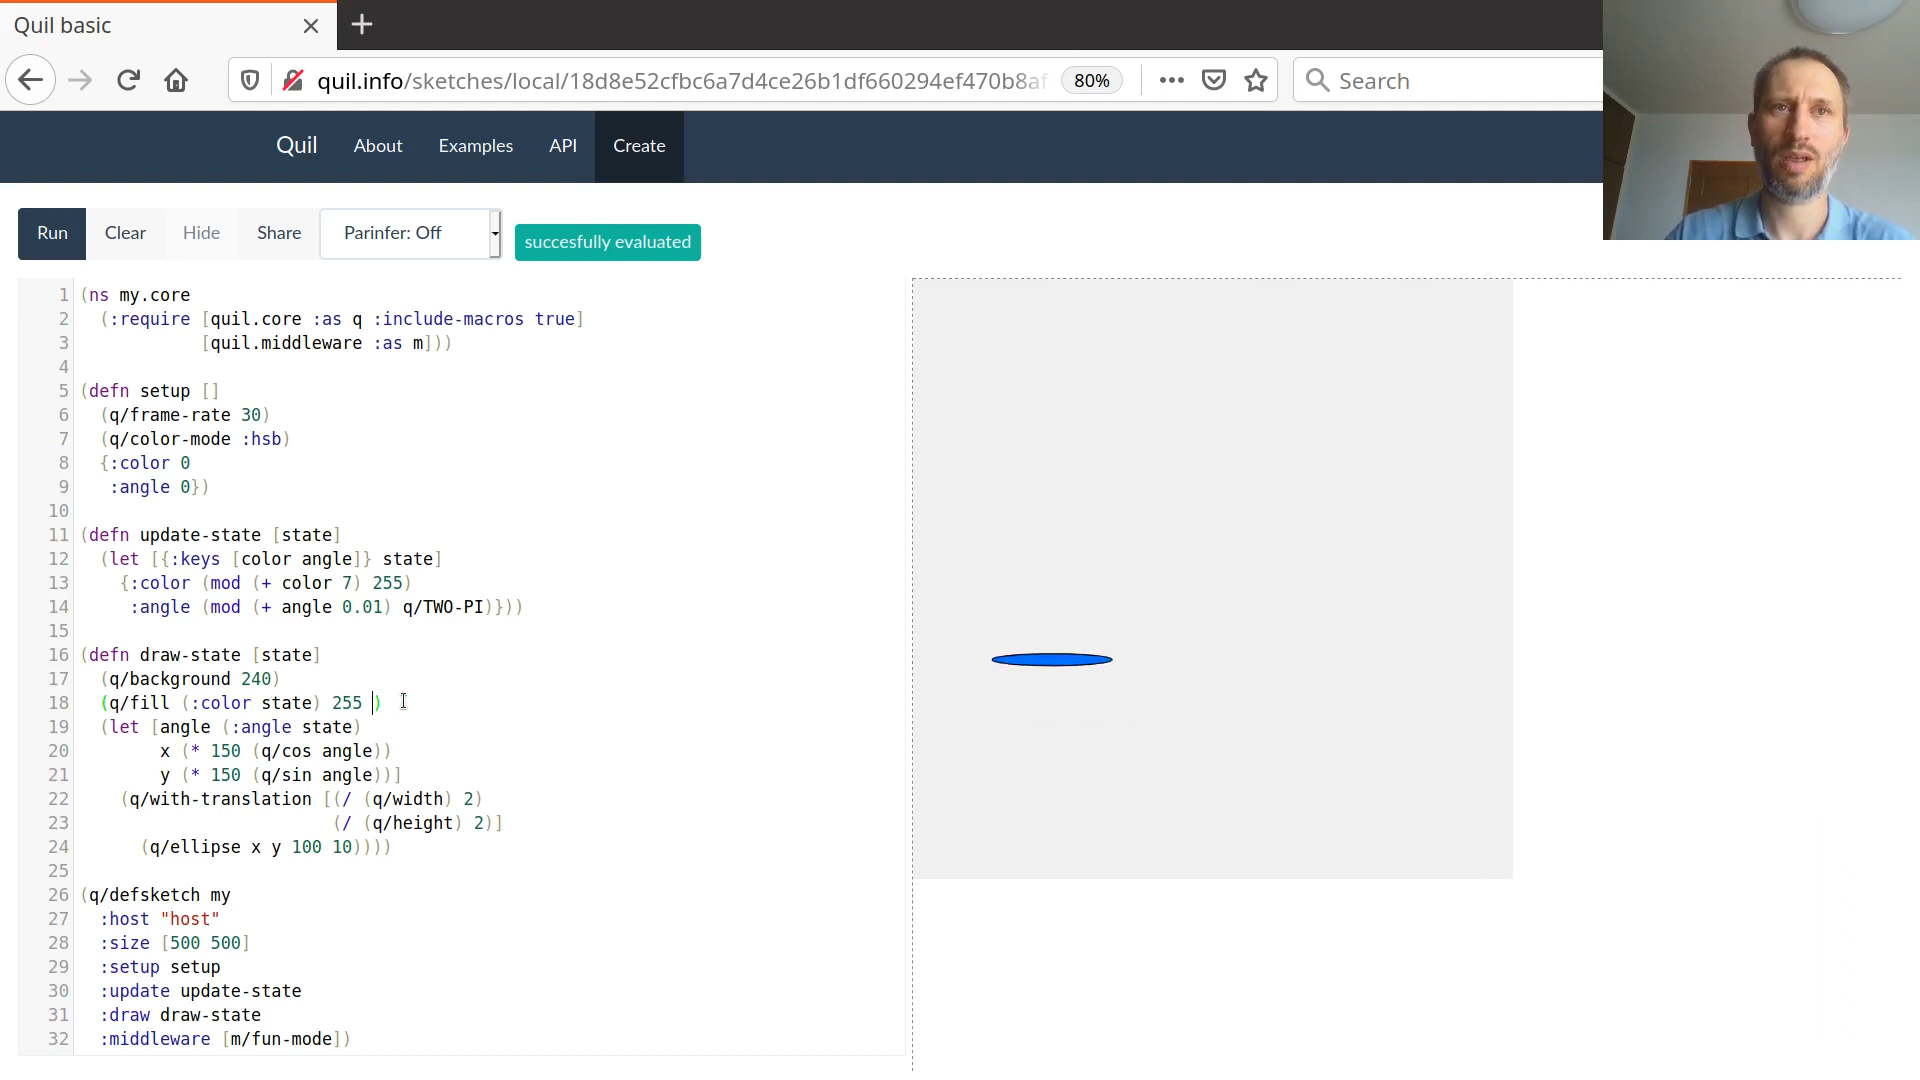 Quil basic
quil.info/sketches/local/18d8e52cfbc6a7d4ce26b1df660294ef470b8af
80%
Search
Quil
About
Examples
API
Create
Run
Clear
Hide
Share
Parinfer: Off
succesfully evaluated
1 (ns my.core
2   (:require [quil.core :as q :include-macros true]
3             [quil.middleware :as m]))
4
5 (defn setup []
6   (q/frame-rate 30)
7   (q/color-mode :hsb)
8   {:color 0
9    :angle 0})
10
11 (defn update-state [state]
12   (let [{:keys [color angle]} state]
13     {:color (mod (+ color 7) 255)
14      :angle (mod (+ angle 0.01) q/TWO-PI)}))
15
16 (defn draw-state [state]
17   (q/background 240)
18   (q/fill (:color state) 255 )
19   (let [angle (:angle state)
20         x (* 150 (q/cos angle))
21         y (* 150 (q/sin angle))]
22     (q/with-translation [(/ (q/width) 2)
23                          (/ (q/height) 2)]
24       (q/ellipse x y 100 10))))
25
26 (q/defsketch my
27   :host "host"
28   :size [500 500]
29   :setup setup
30   :update update-state
31   :draw draw-state
32   :middleware [m/fun-mode])